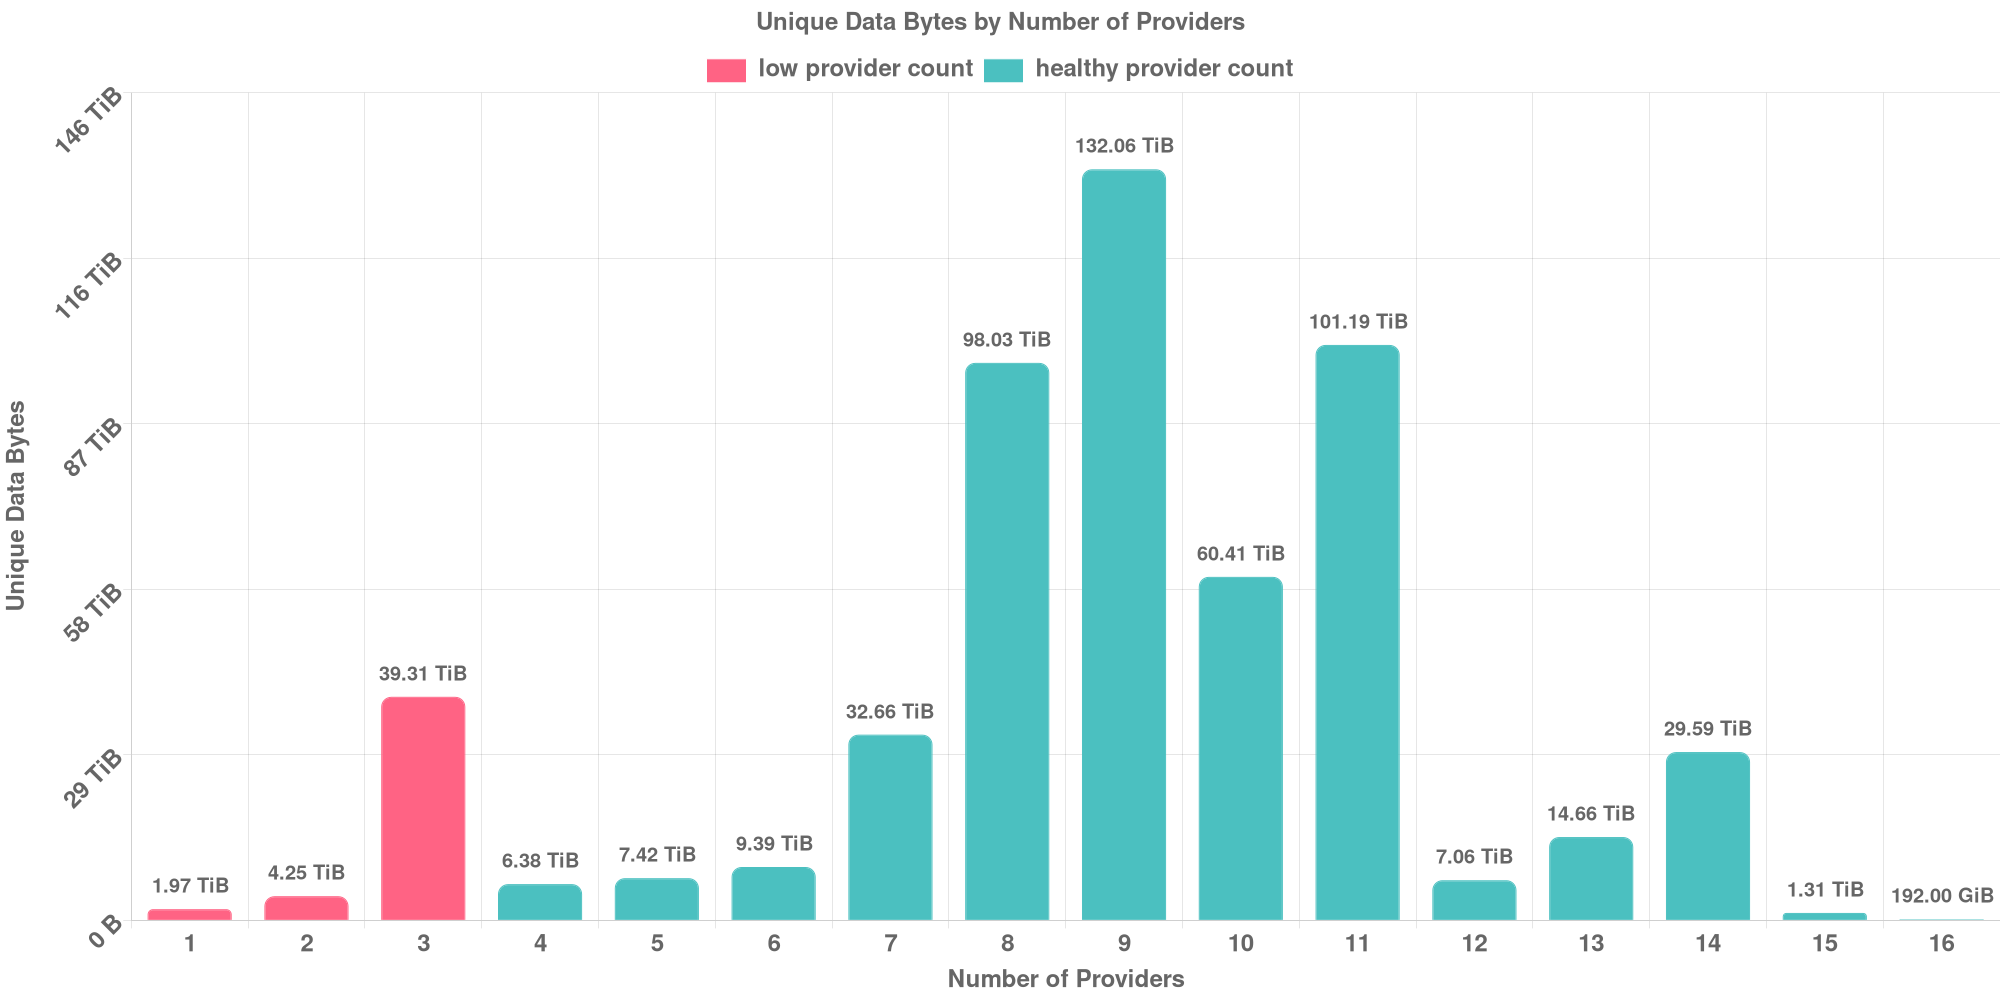 Unique Data Bytes by Number of Providers
low provider count
healthy provider count
146 TiB
116 TiB
87 TiB
58 TiB
29 TiB
0 B
Unique Data Bytes
1.97 TiB
4.25 TiB
39.31 TiB
6.38 TiB
7.42 TiB
9.39 TiB
32.66 TiB
98.03 TiB
132.06 TiB
60.41 TiB
101.19 TiB
7.06 TiB
14.66 TiB
29.59 TiB
1.31 TiB
192.00 GiB
1 2 3 4 5 6 7 8 9 10 11 12 13 14 15 16
Number of Providers